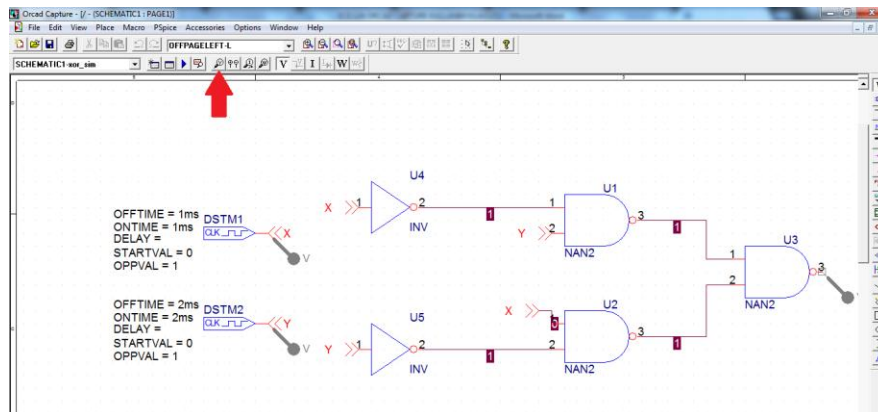 Orcad Capture - [/ - (SCHEMATIC1 : PAGE1)]
File Edit View Place Macro PSpice Accessories Options Window Help
OFFPAGELEFT-L
SCHEMATIC1-xor_sim
V I W
OFFTIME = 1ms
ONTIME = 1ms
DELAY =
STARTVAL = 0
OPPVAL = 1
DSTM1
CLK
X
V
X
1
U4
2
INV
1
1
Y
2
U1
3
NAN2
1
1
2
U3
3
NAN2
OFFTIME = 2ms
ONTIME = 2ms
DELAY =
STARTVAL = 0
OPPVAL = 1
DSTM2
CLK
Y
V
Y
1
U5
2
INV
1
X
0
2
U2
3
NAN2
1